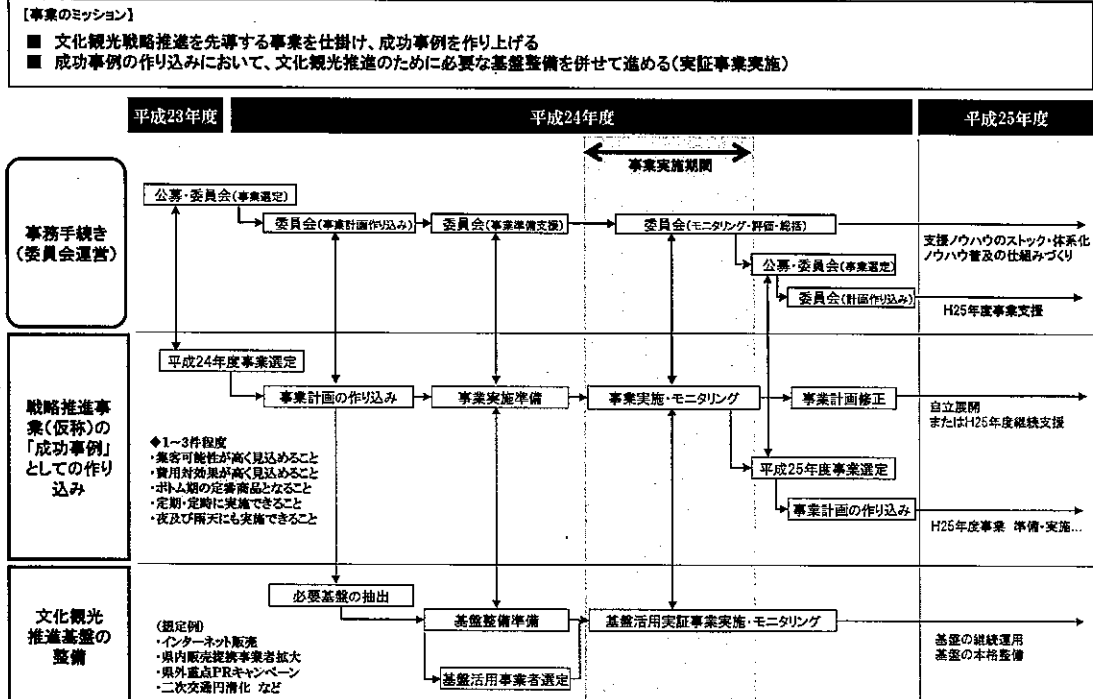 【事業のミッション】
■ 文化観光戦略推進を先導する事業を仕掛け、成功事例を作り上げる
■ 成功事例の作り込みにおいて、文化観光推進のために必要な基盤整備を併せて進める(実証事業実施)
平成23年度
平成24年度
平成25年度
事業実施期間
事務手続き
(委員会運営)
公募・委員会(事業選定)
委員会(事業計画作り込み)
委員会(事業準備支援)
委員会(モニタリング・評価・総括)
支援ノウハウのストック・体系化
ノウハウ普及の仕組みづくり
公募・委員会(事業選定)
委員会(計画作り込み)
H25年度事業支援
戦略推進事
業(仮称)の
「成功事例」
としての作り
込み
平成24年度事業選定
事業計画の作り込み
事業実施準備
事業実施・モニタリング
事業計画修正
自立展開
またはH25年度継続支援
◆1~3件程度
・集客可能性が高く見込めること
・費用対効果が高く見込めること
・ボトム期の定番商品となること
・定期・定時に実施できること
・夜及び雨天にも実施できること
平成25年度事業選定
事業計画の作り込み
H25年度事業 準備・実施...
文化観光
推進基盤の
整備
必要基盤の抽出
基盤整備準備
基盤活用実証事業実施・モニタリング
基盤活用事業者選定
(想定例)
・インターネット販売
・県内販売提携事業者拡大
・県外重点PRキャンペーン
・二次交通円滑化 など
基盤の継続運用
基盤の本格整備